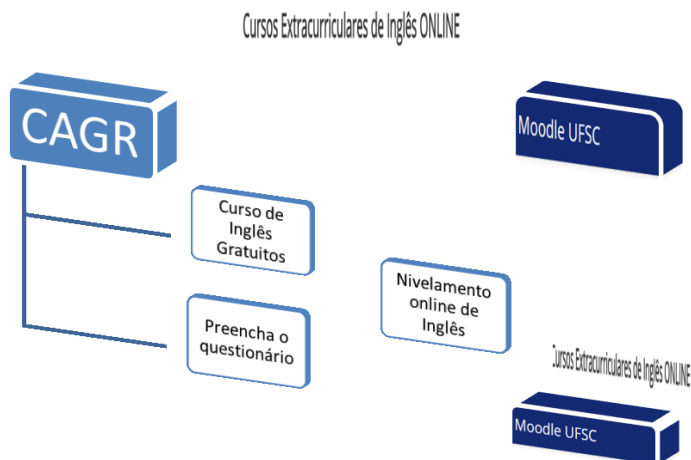 Cursos Extracurriculares de Inglês ONLINE
CAGR
Moodle UFSC
Curso de
Inglês
Gratuitos
Nivelamento
online de
Inglês
Preencha o
questionário
Cursos Extracurriculares de Inglês ONLINE
Moodle UFSC